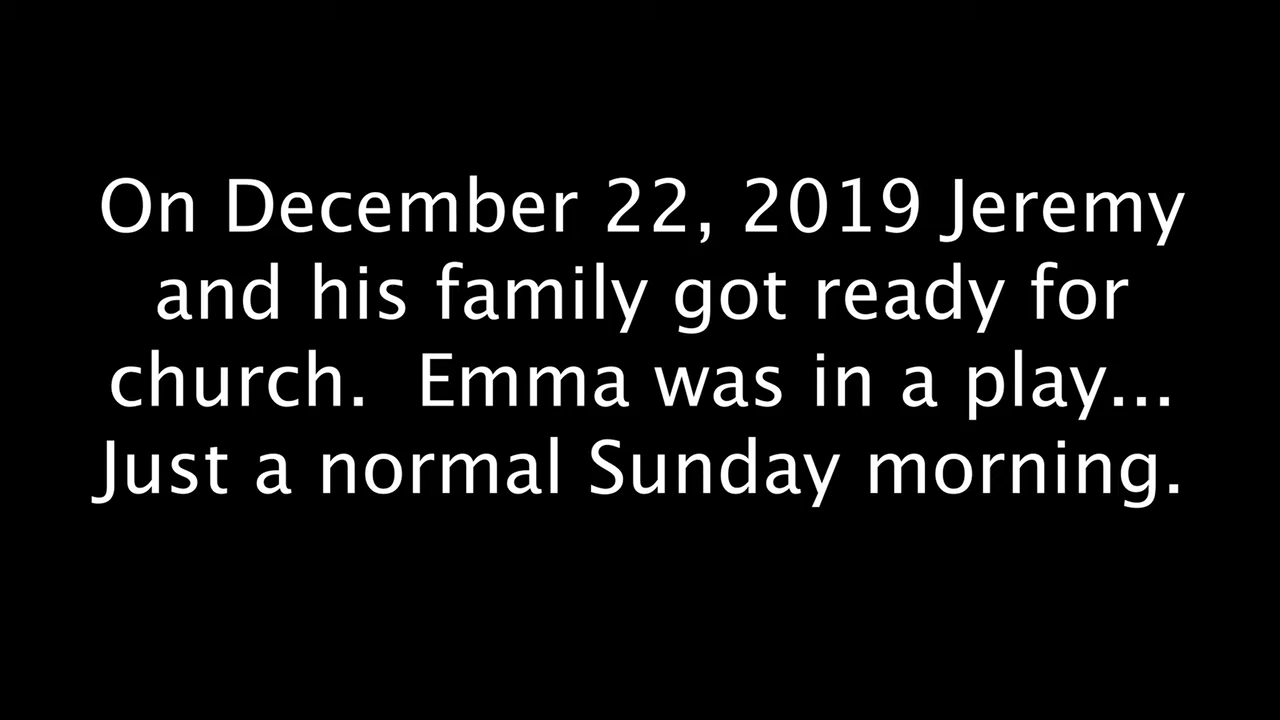 On December 22, 2019 Jeremy
and his family got ready for
church.  Emma was in a play...
Just a normal Sunday morning.